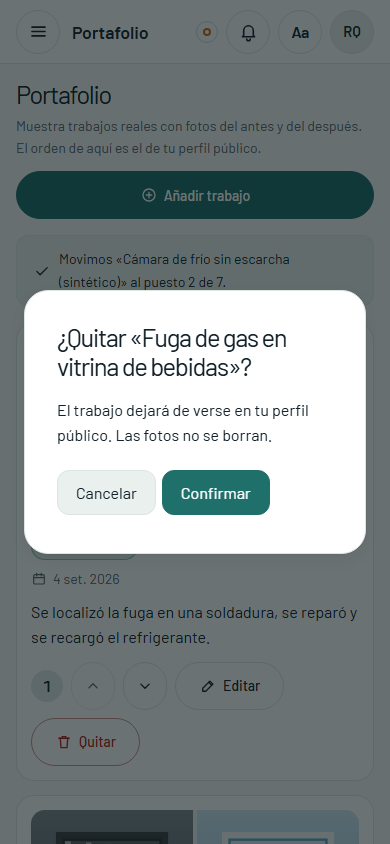 Portafolio
Aa
RQ
Portafolio
Muestra trabajos reales con fotos del antes y del después.
El orden de aquí es el de tu perfil público.
Añadir trabajo
Movimos «Cámara de frío sin escarcha
(sintético)» al puesto 2 de 7.
¿Quitar «Fuga de gas en
vitrina de bebidas»?
El trabajo dejará de verse en tu perfil
público. Las fotos no se borran.
Cancelar
Confirmar
4 set. 2026
Se localizó la fuga en una soldadura, se reparó y
se recargó el refrigerante.
1
Editar
Quitar